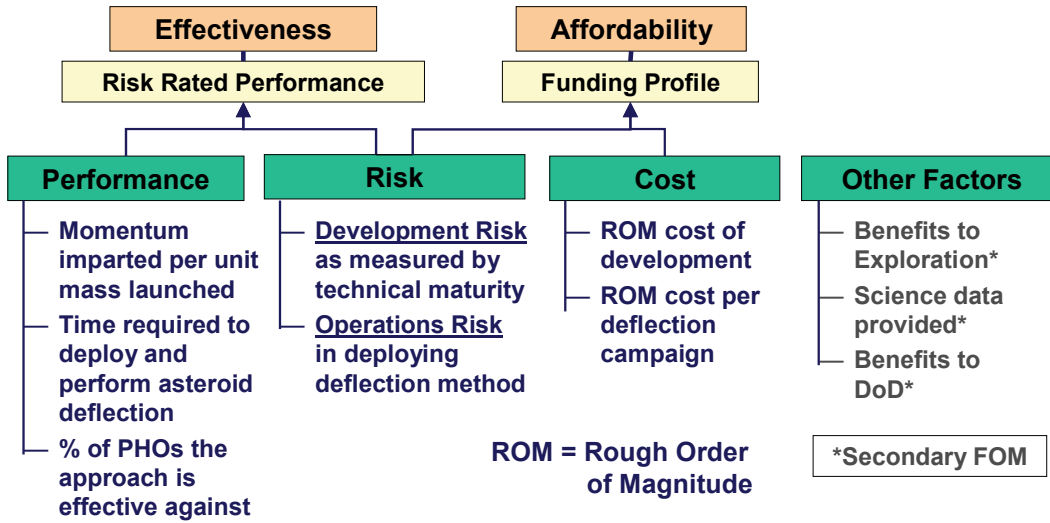 Effectiveness
Affordability
Risk Rated Performance
Funding Profile
Performance
Risk
Cost
Other Factors
Momentum
imparted per unit
mass launched
Time required to
deploy and
perform asteroid
deflection
% of PHOs the
approach is
effective against
Development Risk
as measured by
technical maturity
Operations Risk
in deploying
deflection method
ROM cost of
development
ROM cost per
deflection
campaign
Benefits to
Exploration*
Science data
provided*
Benefits to
DoD*
ROM = Rough Order
of Magnitude
*Secondary FOM